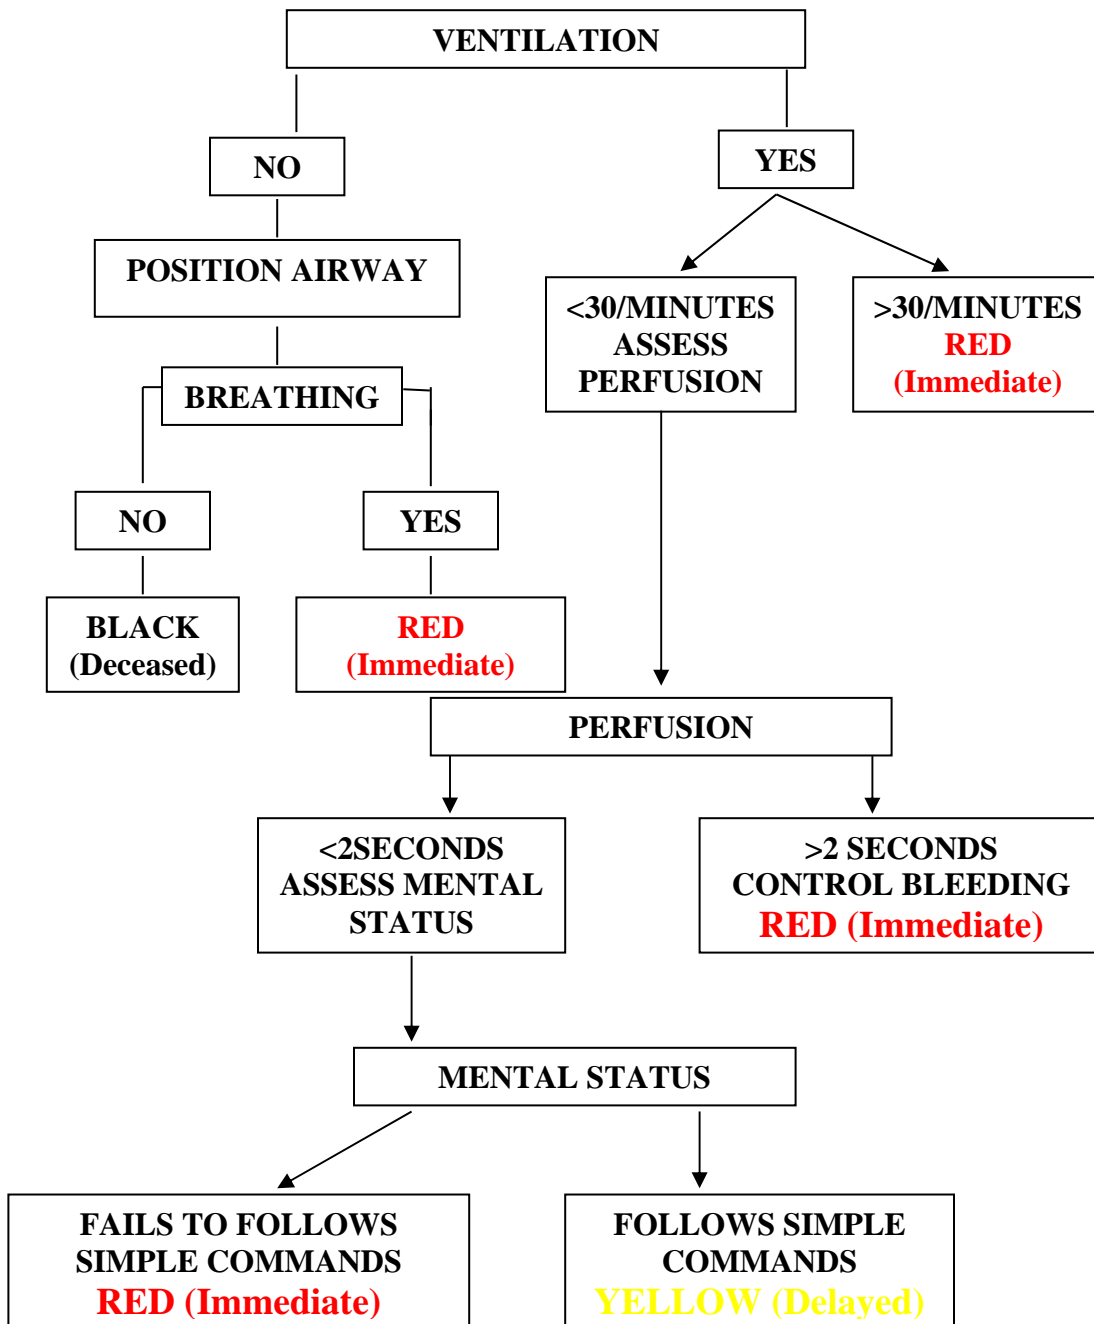 VENTILATION
NO
YES
POSITION AIRWAY
<30/MINUTES
ASSESS
PERFUSION
>30/MINUTES
RED
(Immediate)
BREATHING
NO
YES
BLACK
(Deceased)
RED
(Immediate)
PERFUSION
<2SECONDS
ASSESS MENTAL
STATUS
>2 SECONDS
CONTROL BLEEDING
RED (Immediate)
MENTAL STATUS
FAILS TO FOLLOWS
SIMPLE COMMANDS
RED (Immediate)
FOLLOWS SIMPLE
COMMANDS
YELLOW (Delayed)